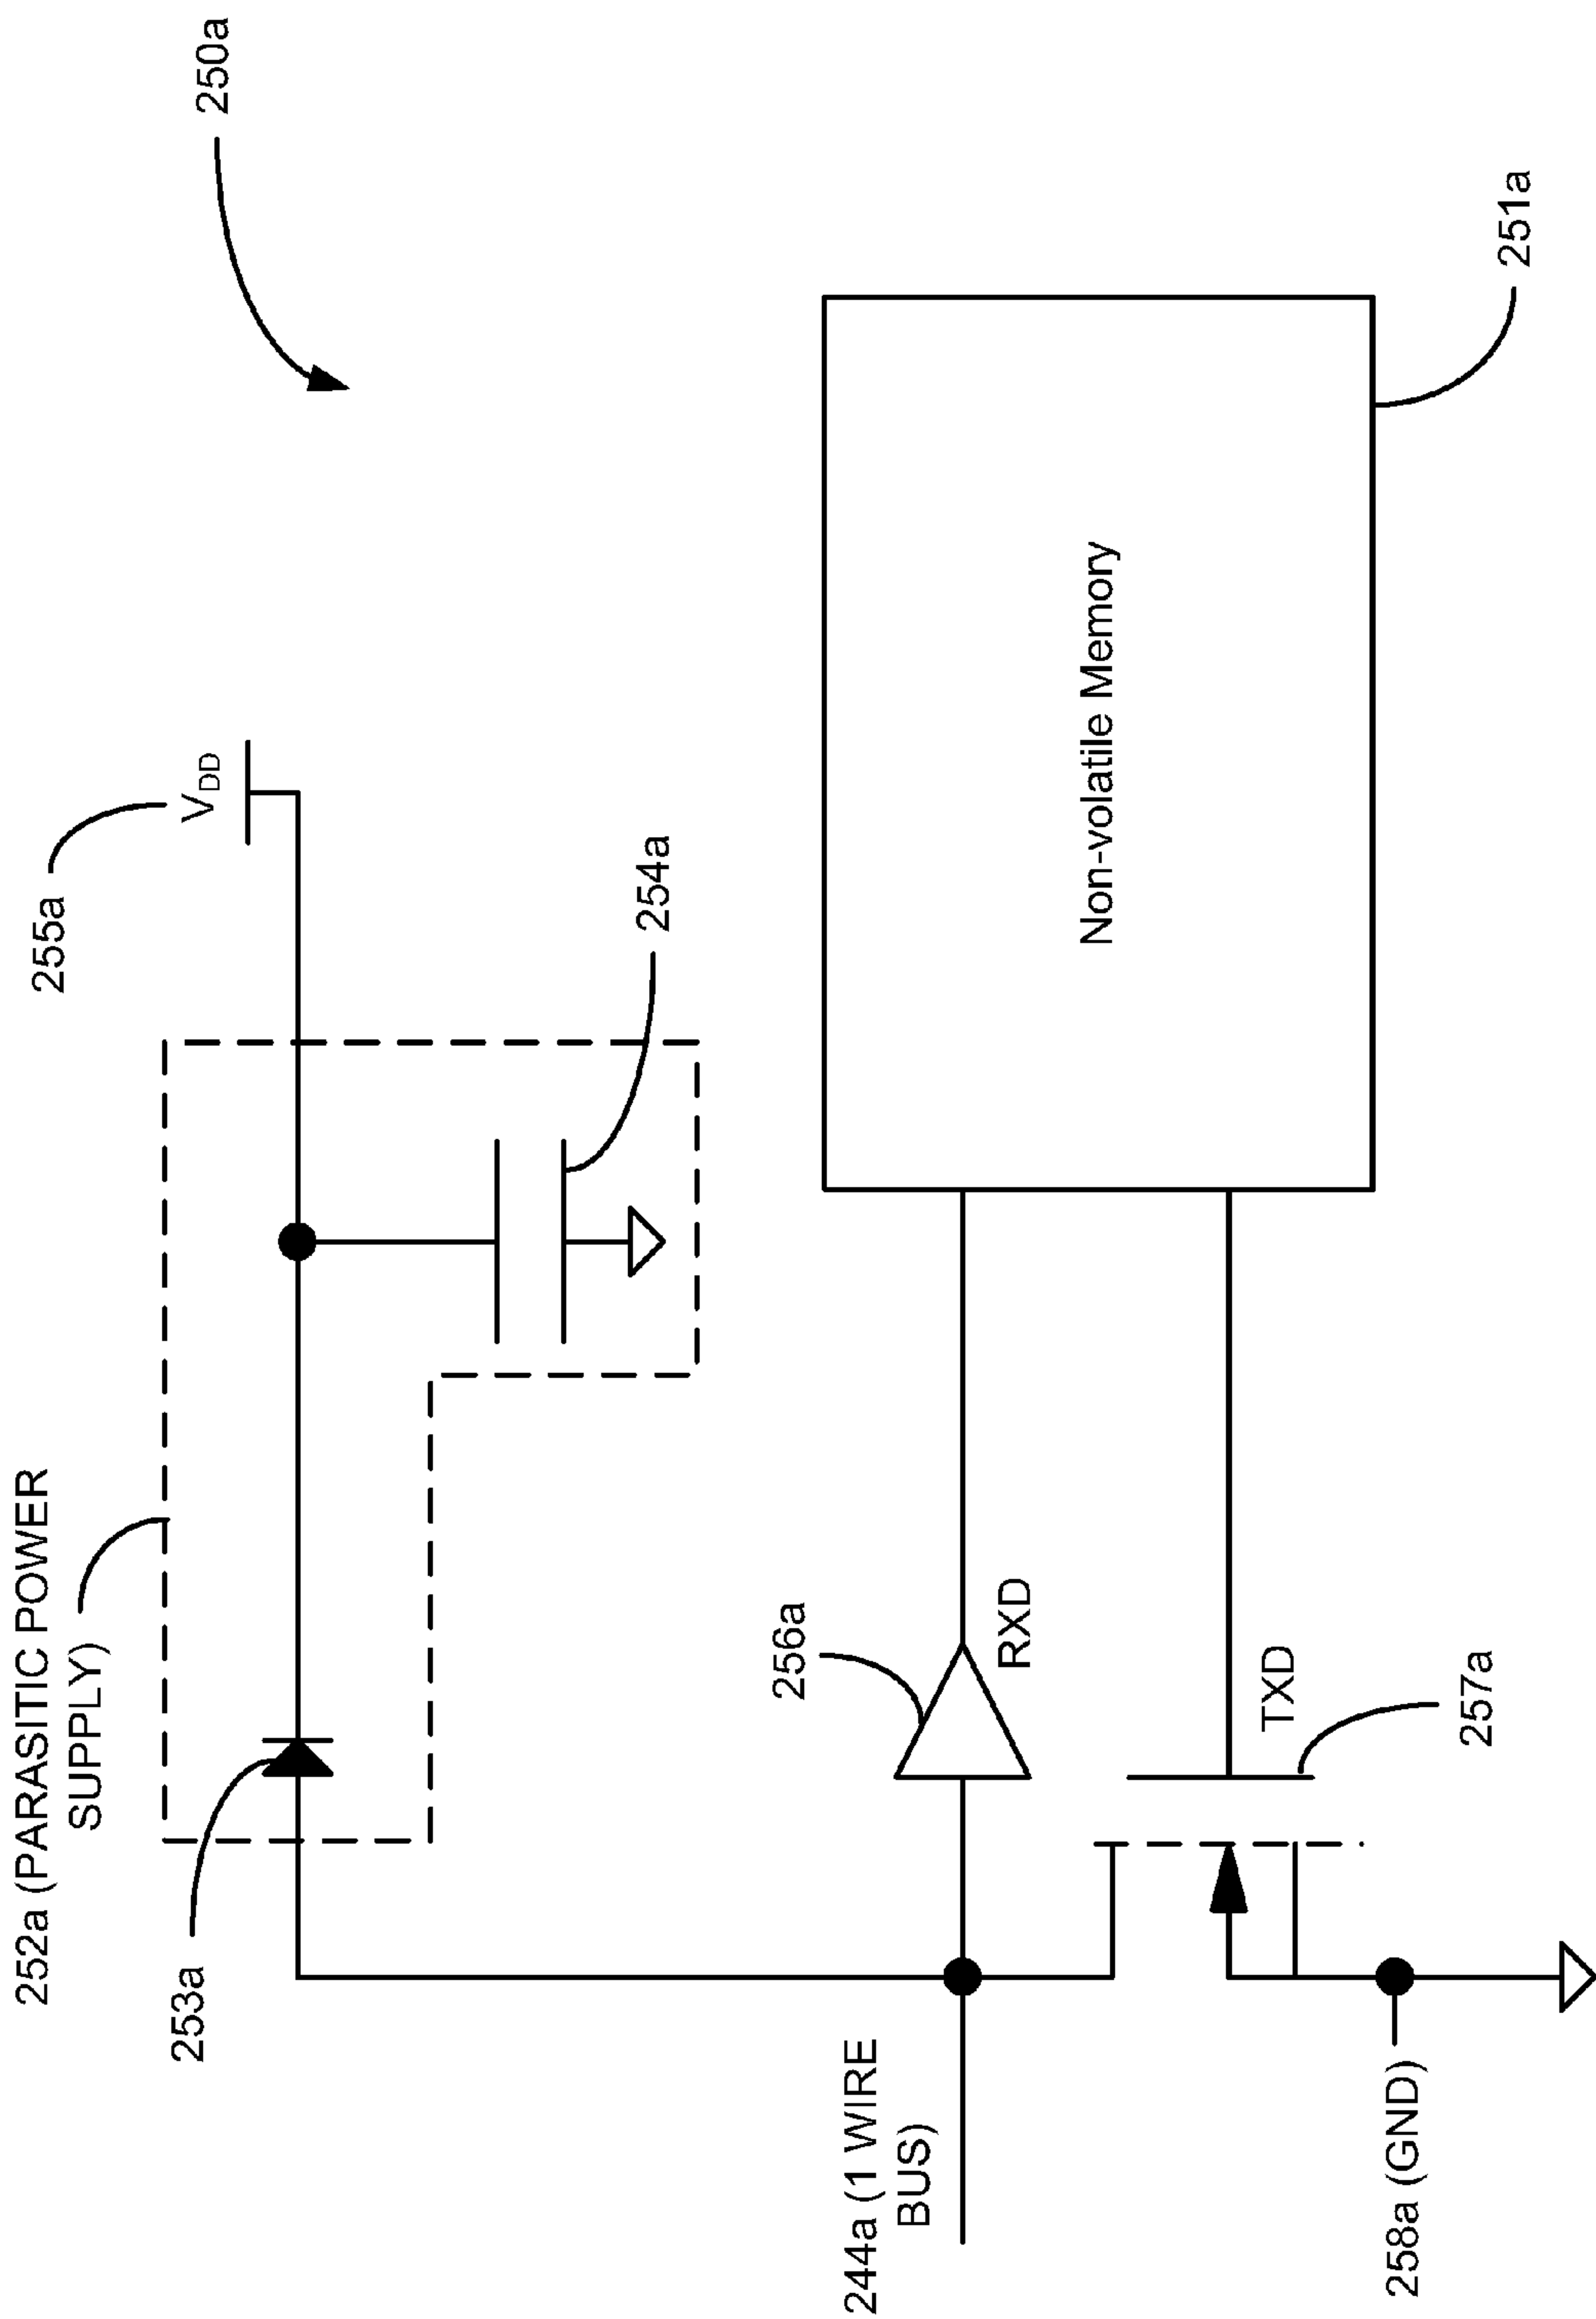 252a (PARASITIC POWER
SUPPLY)
255a
V_DD
250a
253a
254a
244a (1 WIRE
BUS)
256a
RXD
Non-volatile Memory
TXD
257a
251a
258a (GND)